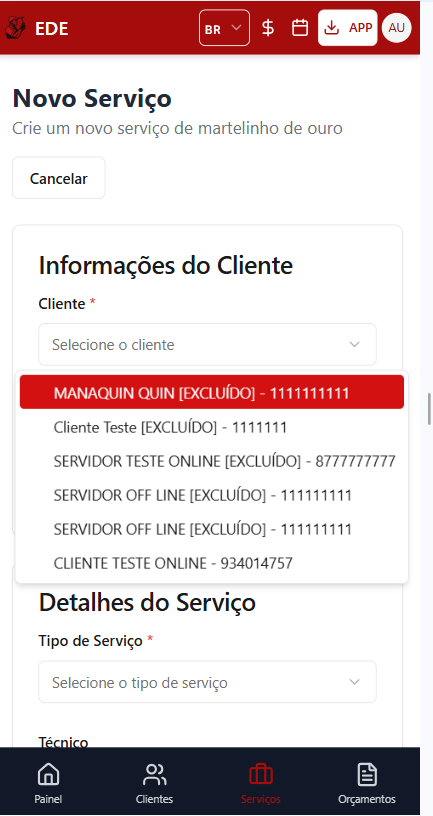 EDE
BR
APP
AU
Novo Serviço
Crie um novo serviço de martelinho de ouro
Cancelar
Informações do Cliente
Cliente *
Selecione o cliente
MANAQUIN QUIN [EXCLUÍDO] - 1111111111
Cliente Teste [EXCLUÍDO] - 1111111
SERVIDOR TESTE ONLINE [EXCLUÍDO] - 8777777777
SERVIDOR OFF LINE [EXCLUÍDO] - 111111111
SERVIDOR OFF LINE [EXCLUÍDO] - 111111111
CLIENTE TESTE ONLINE - 934014757
Detalhes do Serviço
Tipo de Serviço *
Selecione o tipo de serviço
Técnico
Painel
Clientes
Serviços
Orçamentos